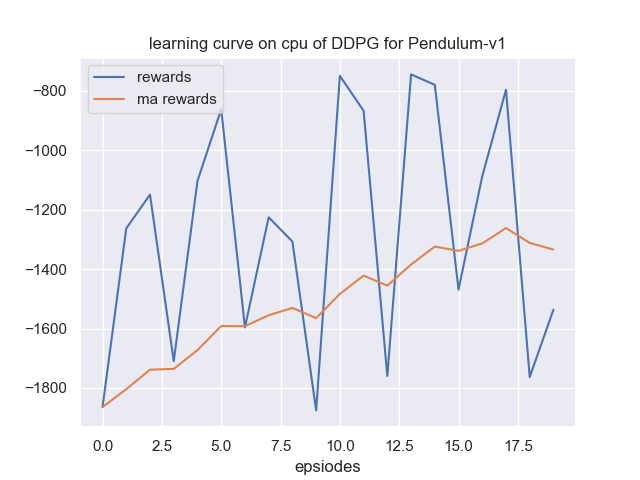 learning curve on cpu of DDPG for Pendulum-v1
rewards
ma rewards
−800
−1000
−1200
−1400
−1600
−1800
0.0 2.5 5.0 7.5 10.0 12.5 15.0 17.5
epsiodes